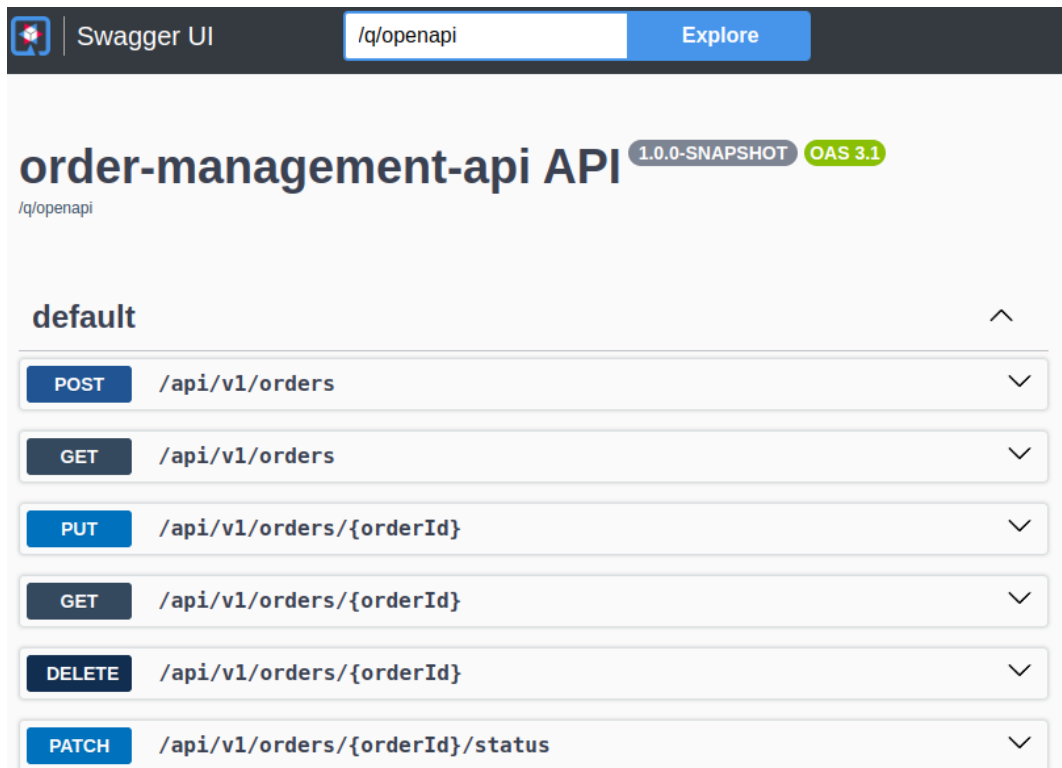 Swagger UI /q/openapi Explore
order-management-api API 1.0.0-SNAPSHOT OAS 3.1
/q/openapi
default
POST /api/v1/orders
GET /api/v1/orders
PUT /api/v1/orders/{orderId}
GET /api/v1/orders/{orderId}
DELETE /api/v1/orders/{orderId}
PATCH /api/v1/orders/{orderId}/status